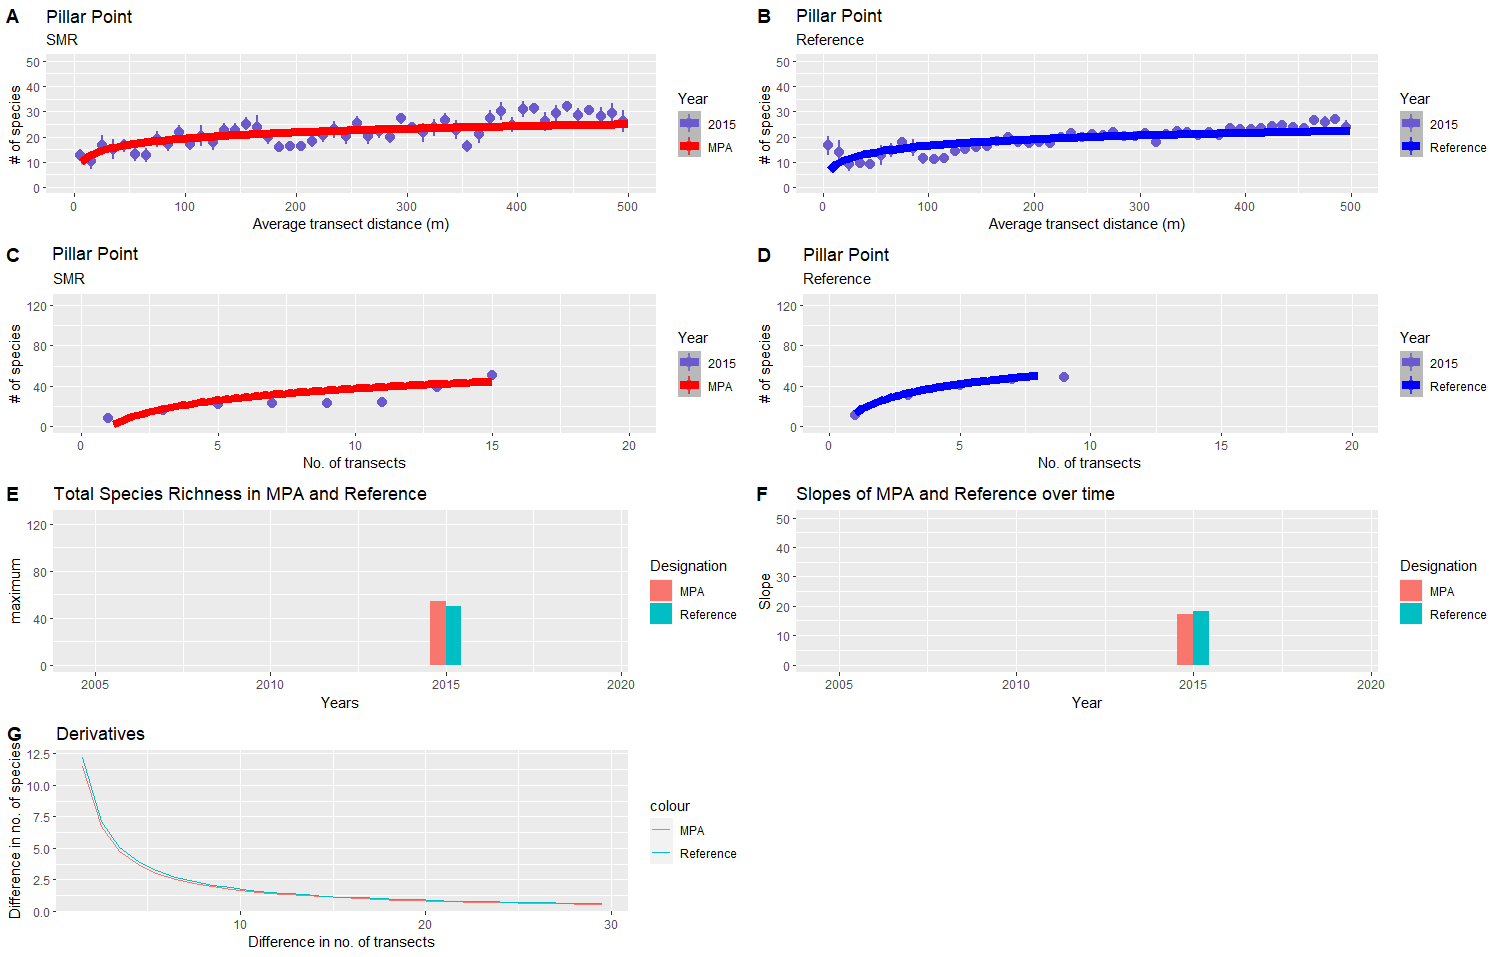 A
Pillar Point
SMR
# of species
50
40
30
20
10
0
0 100 200 300 400 500
Average transect distance (m)
Year
2015
MPA
B
Pillar Point
Reference
# of species
50
40
30
20
10
0
0 100 200 300 400 500
Average transect distance (m)
Year
2015
Reference
C
Pillar Point
SMR
# of species
120
80
40
0
0 5 10 15 20
No. of transects
Year
2015
MPA
D
Pillar Point
Reference
# of species
120
80
40
0
0 5 10 15 20
No. of transects
Year
2015
Reference
E
Total Species Richness in MPA and Reference
maximum
120
80
40
0
2005 2010 2015 2020
Years
Designation
MPA
Reference
F
Slopes of MPA and Reference over time
Slope
50
40
30
20
10
0
2005 2010 2015 2020
Year
Designation
MPA
Reference
G
Derivatives
Difference in no. of species
12.5
10.0
7.5
5.0
2.5
0.0
10 20 30
Difference in no. of transects
colour
MPA
Reference